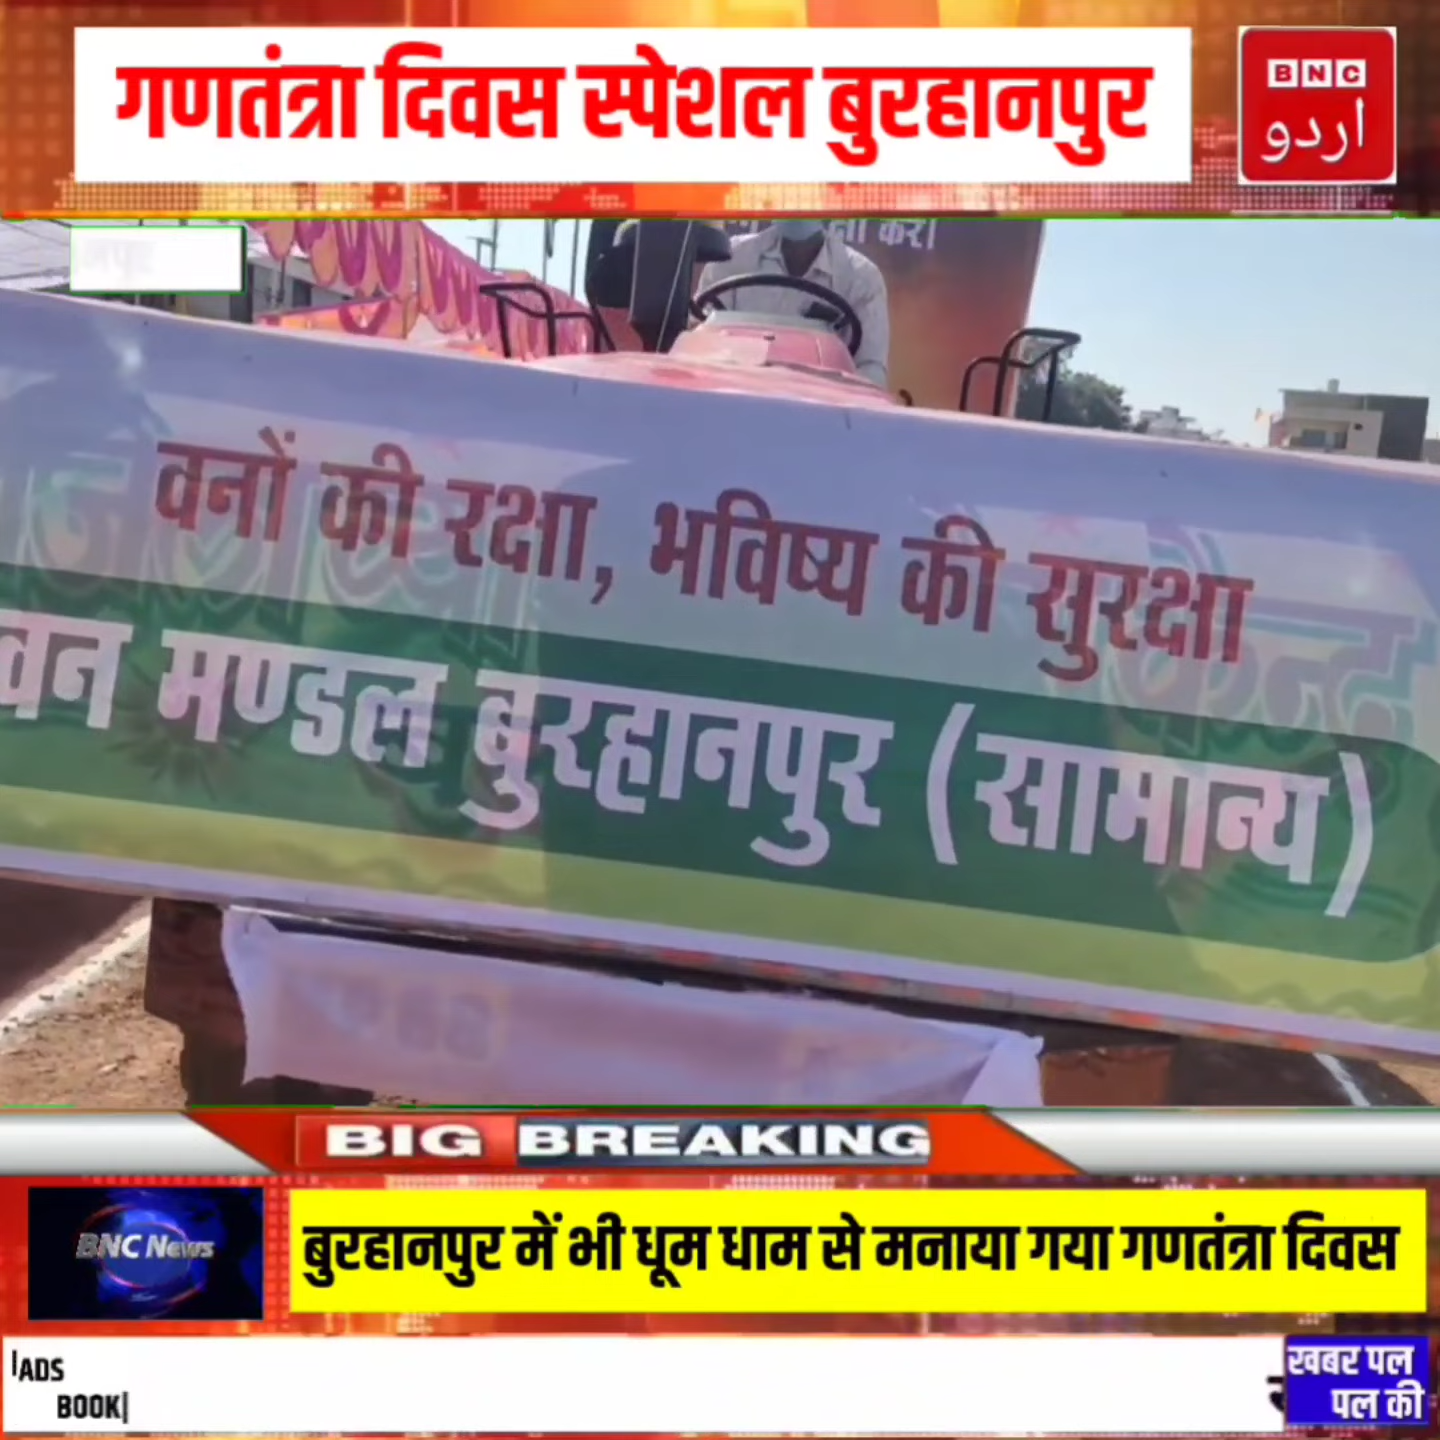 गणतंत्रा दिवस स्पेशल बुरहानपुर
BNC
اردو
करें।
वनों की रक्षा, भविष्य की सुरक्षा
वन मण्डल बुरहानपुर (सामान्य)
BIG BREAKING
BNC News
बुरहानपुर में भी धूम धाम से मनाया गया गणतंत्रा दिवस
ADS
BOOK
खबर पल
पल की